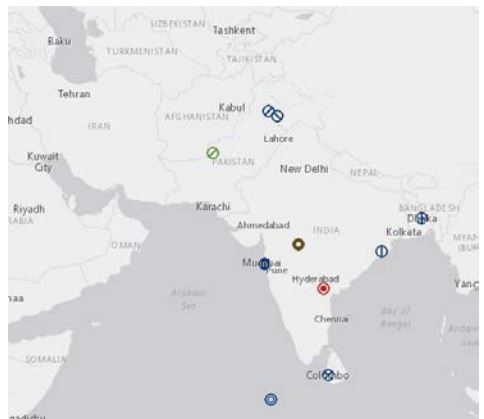 UZBEKISTAN
Tashkent
Baku
TURKMENISTAN
TAJIKISTAN
Tehran
Kabul
AFGHANISTAN
IRAN
Lahore
Kuwait
City
PAKISTAN
New Delhi
NEPAL
Riyadh
Karachi
BANGLADESH
Dhaka
Ahmedabad
INDIA
Kolkata
OMAN
Mumbai
Pune
Hyderabad
Arabian
Sea
Bay of
Bengal
Chennai
SOMALIA
Colombo